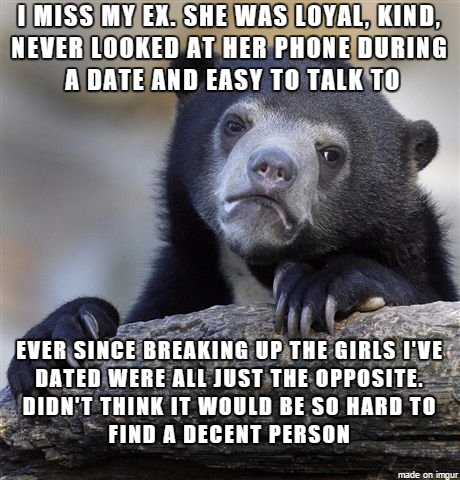 I MISS MY EX. SHE WAS LOYAL, KIND,
NEVER LOOKED AT HER PHONE DURING
A DATE AND EASY TO TALK TO
EVER SINCE BREAKING UP THE GIRLS I'VE
DATED WERE ALL JUST THE OPPOSITE.
DIDN'T THINK IT WOULD BE SO HARD TO
FIND A DECENT PERSON
made on imgur